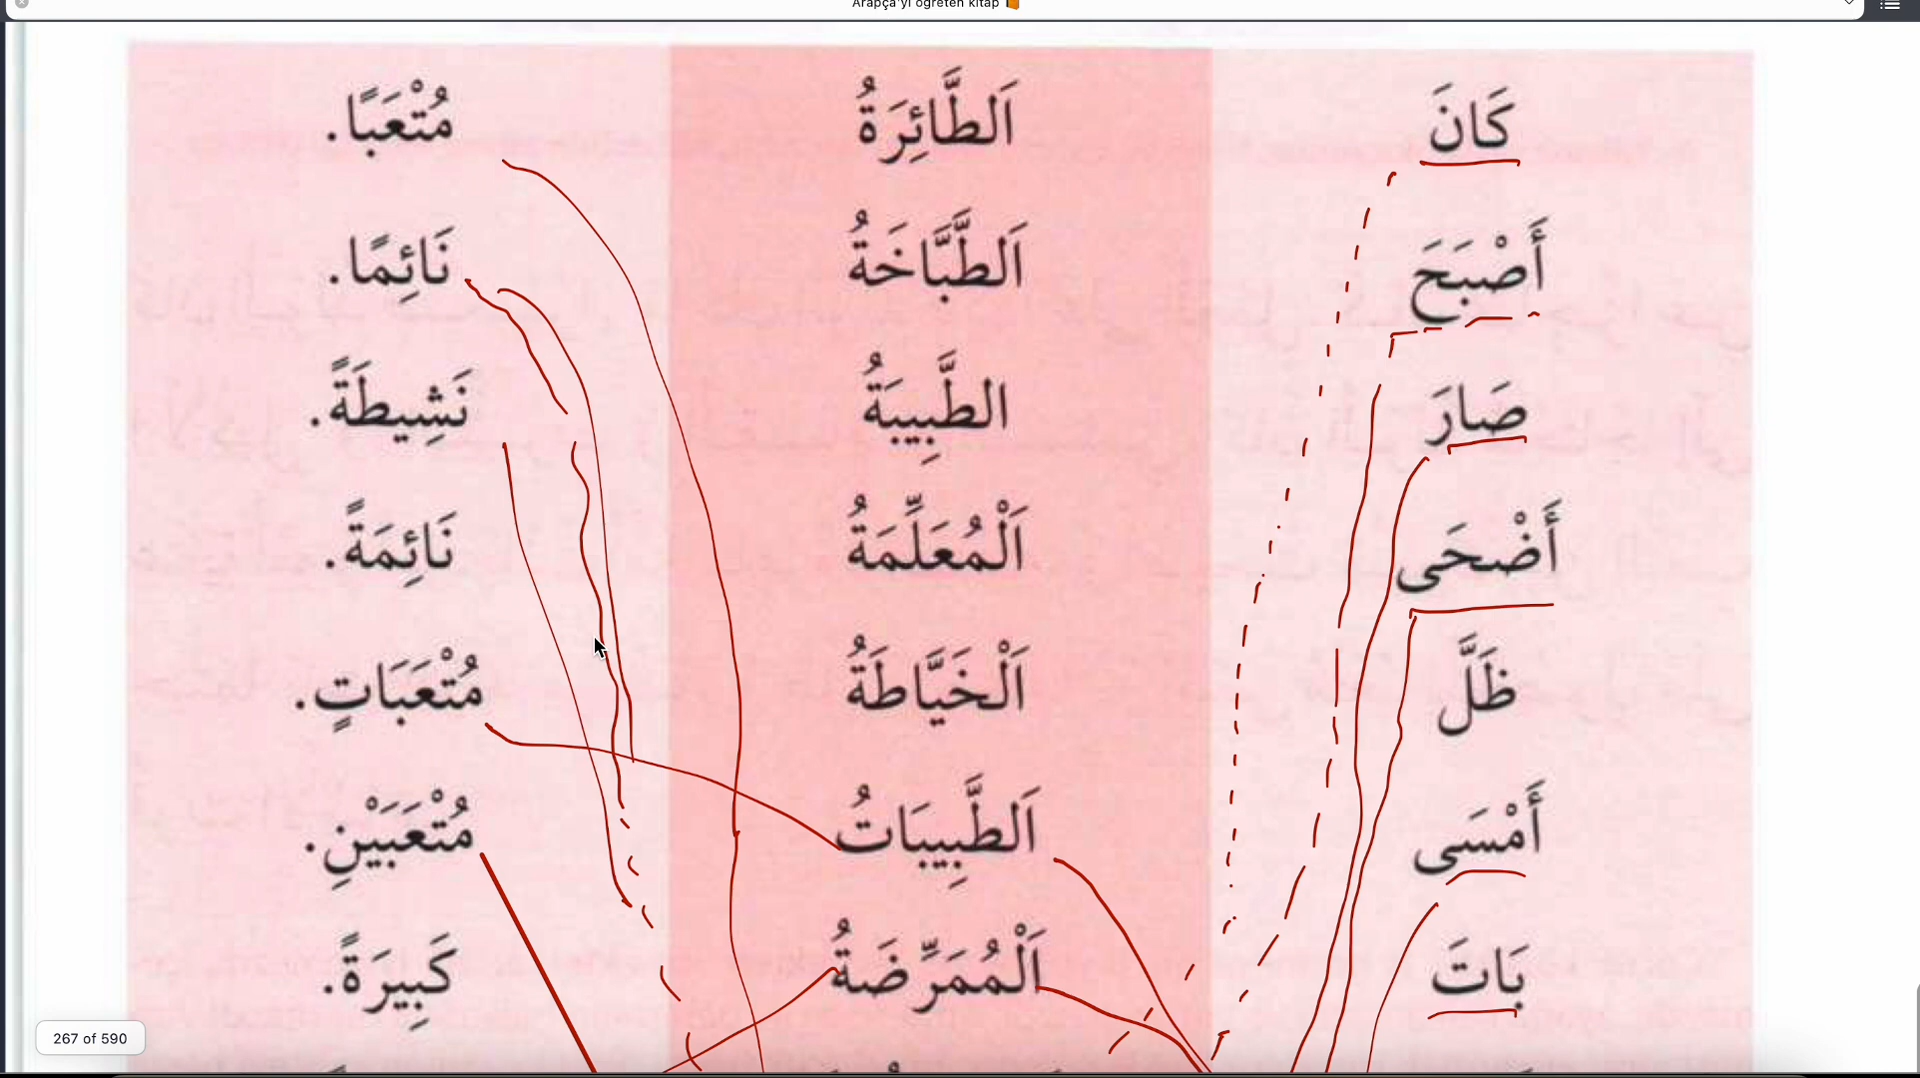 Arapça'yı öğreten kitap
كَانَ اَلطَّائِرَةُ مُتْعَبًا.
أَصْبَحَ اَلطَّبَّاخَةُ نَائِمًا.
صَارَ الطَّبِيبَةُ نَشِيطَةً.
أَضْحَى اَلْمُعَلِّمَةُ نَائِمَةً.
ظَلَّ اَلْخَيَّاطَةُ مُتْعَبَاتٍ.
أَمْسَى اَلطَّبِيبَاتُ مُتْعَبَيْنِ.
بَاتَ اَلْمُمَرِّضَةُ كَبِيرَةً.
267 of 590